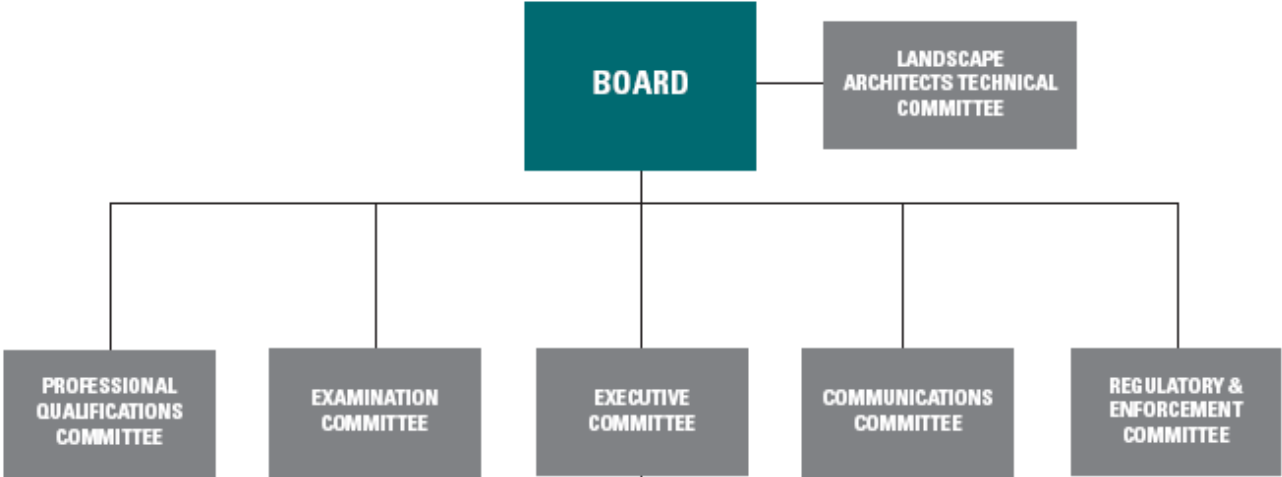 BOARD
LANDSCAPE
ARCHITECTS TECHNICAL
COMMITTEE
PROFESSIONAL
QUALIFICATIONS
COMMITTEE
EXAMINATION
COMMITTEE
EXECUTIVE
COMMITTEE
COMMUNICATIONS
COMMITTEE
REGULATORY &
ENFORCEMENT
COMMITTEE